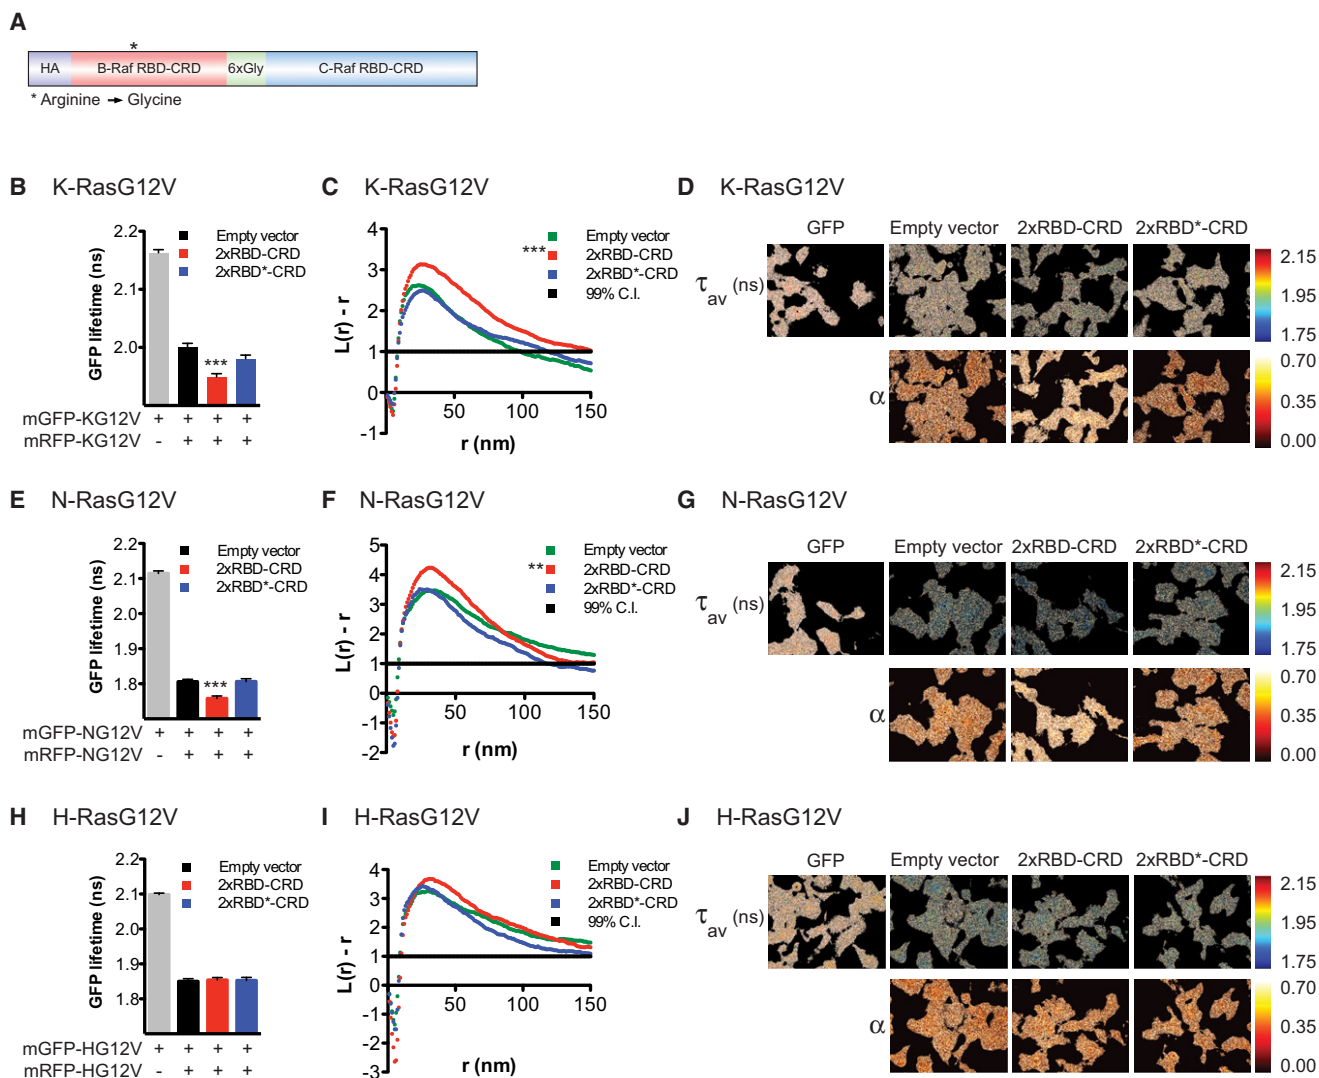 A
*
HA B-Raf RBD-CRD 6xGly C-Raf RBD-CRD
* Arginine → Glycine
B K-RasG12V
GFP lifetime (ns)
2.2
2.1
2.0
Empty vector
2xRBD-CRD
2xRBD*-CRD
***
mGFP-KG12V + + + +
mRFP-KG12V - + + +
C K-RasG12V
L(r) - r
4
3
2
1
0
-1
50 100 150
r (nm)
Empty vector
*** 2xRBD-CRD
2xRBD*-CRD
99% C.I.
D K-RasG12V
GFP Empty vector 2xRBD-CRD 2xRBD*-CRD
τav (ns)
2.15
1.95
1.75
α
0.70
0.35
0.00
E N-RasG12V
GFP lifetime (ns)
2.2
2.1
2.0
1.9
1.8
Empty vector
2xRBD-CRD
2xRBD*-CRD
***
mGFP-NG12V + + + +
mRFP-NG12V - + + +
F N-RasG12V
L(r) - r
5
4
3
2
1
0
-1
-2
50 100 150
r (nm)
Empty vector
** 2xRBD-CRD
2xRBD*-CRD
99% C.I.
G N-RasG12V
GFP Empty vector 2xRBD-CRD 2xRBD*-CRD
τav (ns)
2.15
1.95
1.75
α
0.70
0.35
0.00
H H-RasG12V
GFP lifetime (ns)
2.2
2.1
2.0
1.9
1.8
Empty vector
2xRBD-CRD
2xRBD*-CRD
mGFP-HG12V + + + +
mRFP-HG12V - + + +
I H-RasG12V
L(r) - r
4
3
2
1
0
-1
-2
-3
50 100 150
r (nm)
Empty vector
2xRBD-CRD
2xRBD*-CRD
99% C.I.
J H-RasG12V
GFP Empty vector 2xRBD-CRD 2xRBD*-CRD
τav (ns)
2.15
1.95
1.75
α
0.70
0.35
0.00